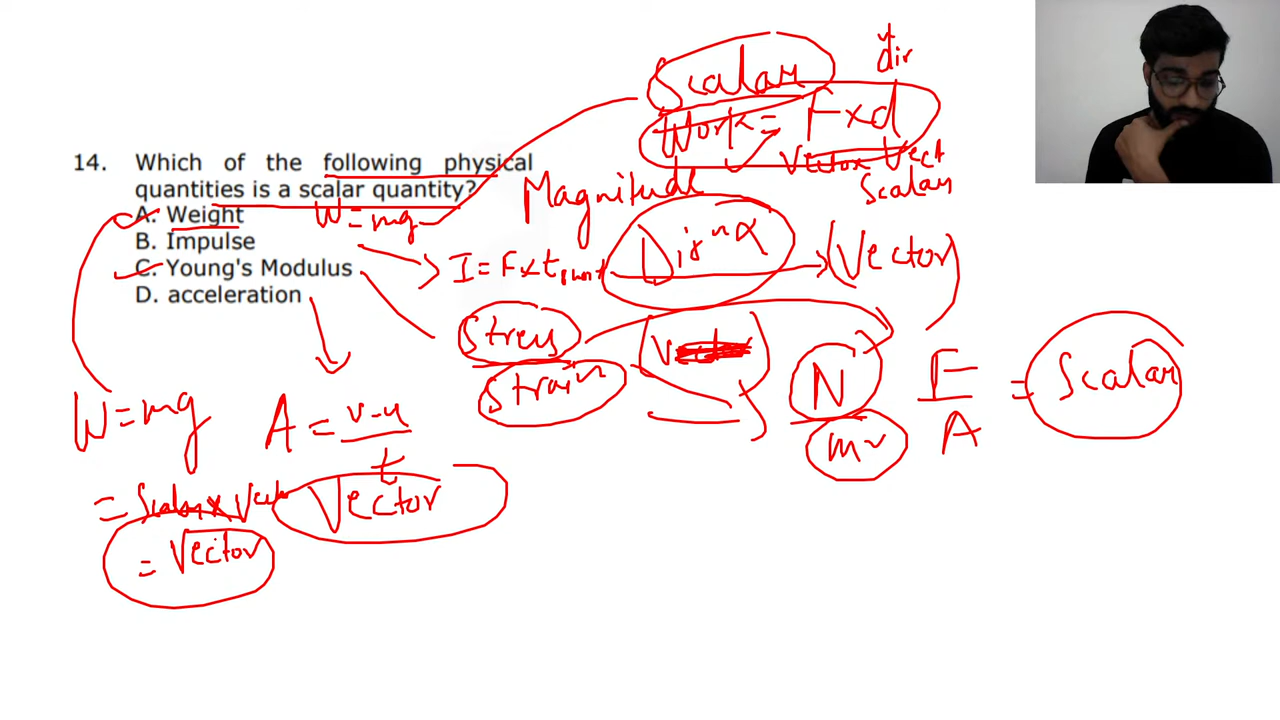 Scalar
dir
Work = F x d
Vector Vect
Scalar
14. Which of the following physical
quantities is a scalar quantity?
A. Weight
B. Impulse
C. Young's Modulus
D. acceleration
W = mg
Magnitude
I = F x t short
Dirⁿ
(Vector)
Stress
Strain
N
F
A
= Scalar
W = mg
A = v-u
t
= Scalar x Vector
= Vector
Vector